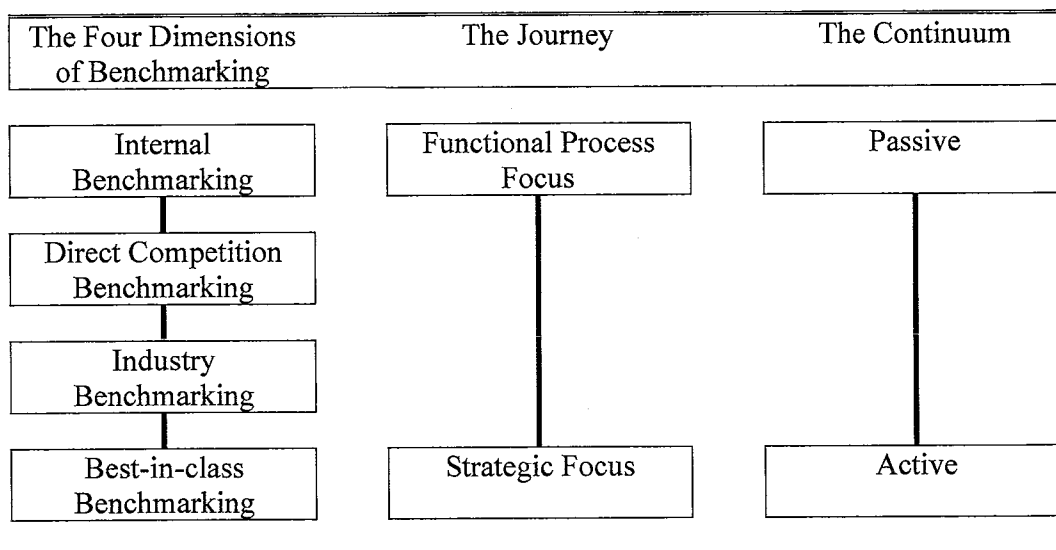 The Four Dimensions
of Benchmarking
The Journey
The Continuum
Internal
Benchmarking
Direct Competition
Benchmarking
Industry
Benchmarking
Best-in-class
Benchmarking
Functional Process
Focus
Strategic Focus
Passive
Active